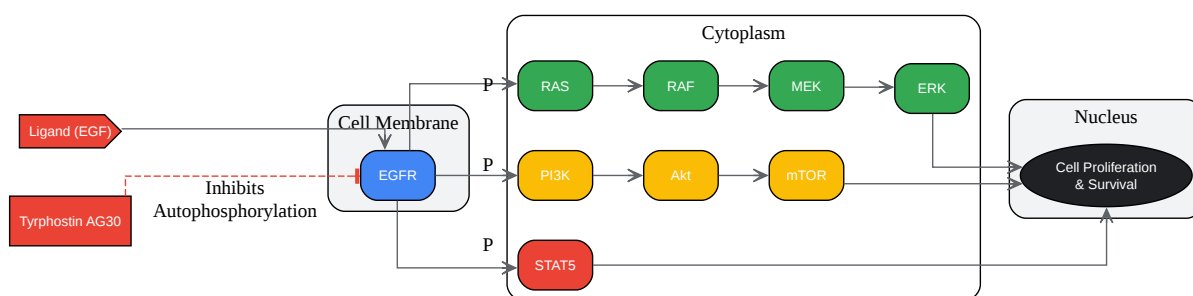 Cytoplasm
P
RAS
RAF
MEK
ERK
Cell Membrane
Nucleus
Ligand (EGF)
P
EGFR
PI3K
Akt
mTOR
Cell Proliferation
& Survival
Inhibits
Autophosphorylation
Tyrphostin AG30
P
STAT5